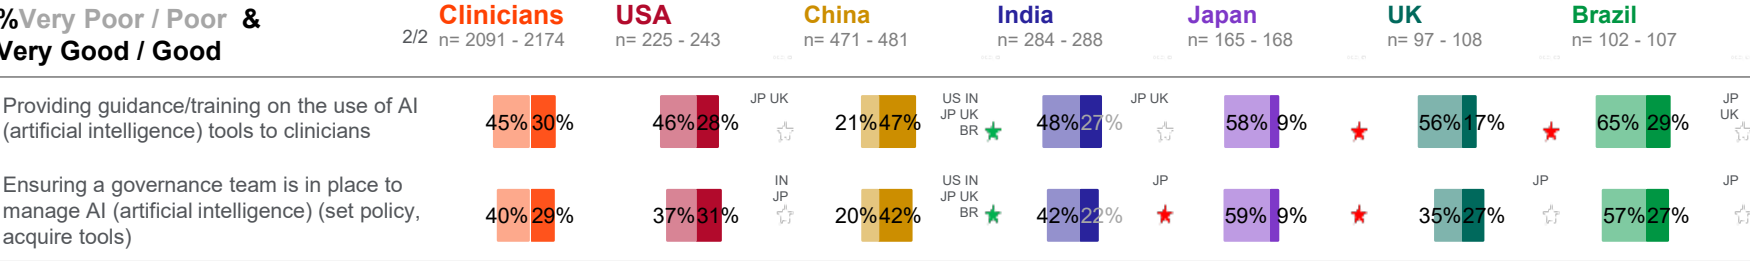 %Very Poor / Poor &
Very Good / Good
2/2
Clinicians
n= 2091 - 2174
USA
n= 225 - 243
China
n= 471 - 481
India
n= 284 - 288
Japan
n= 165 - 168
UK
n= 97 - 108
Brazil
n= 102 - 107
Providing guidance/training on the use of AI
(artificial intelligence) tools to clinicians
45% 30%
46% 28%
JP UK
21% 47%
US IN
JP UK
BR
48% 27%
JP UK
58% 9%
56% 17%
65% 29%
JP
UK
Ensuring a governance team is in place to
manage AI (artificial intelligence) (set policy,
acquire tools)
40% 29%
37% 31%
IN
JP
20% 42%
US IN
JP UK
BR
42% 22%
JP
59% 9%
35% 27%
JP
57% 27%
JP